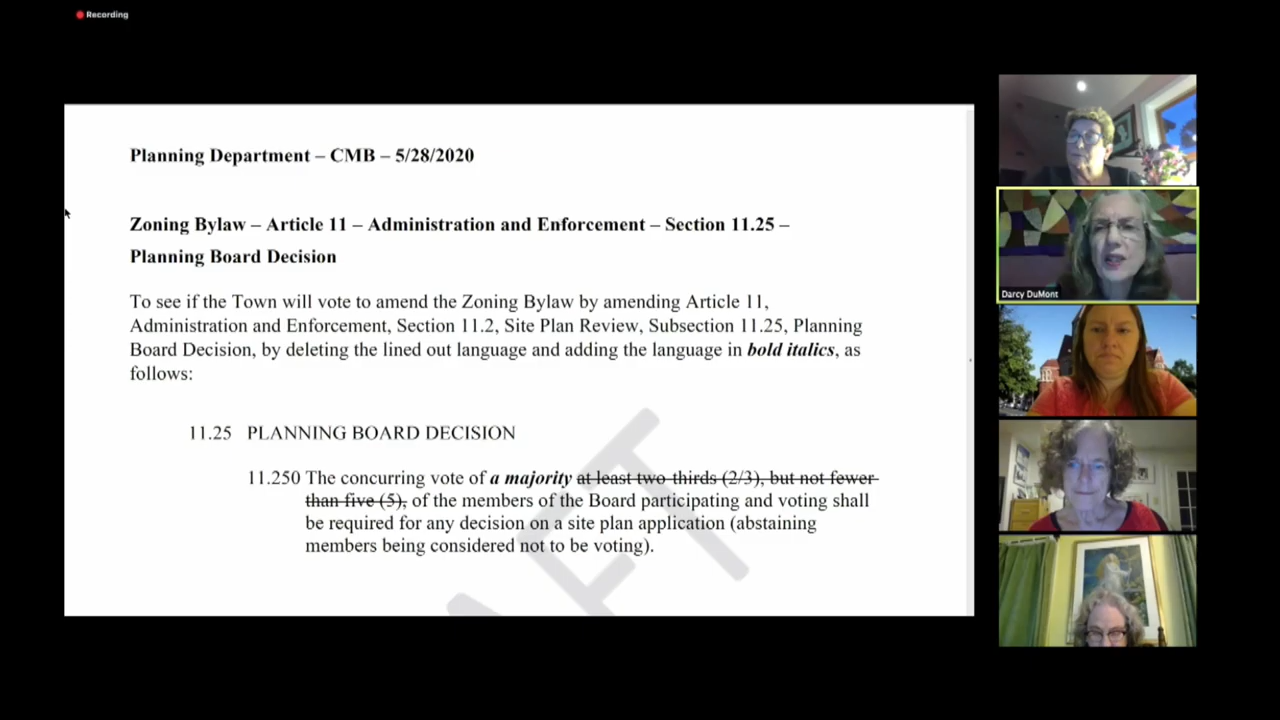 Recording
Planning Department – CMB – 5/28/2020
Zoning Bylaw – Article 11 – Administration and Enforcement – Section 11.25 –
Planning Board Decision
To see if the Town will vote to amend the Zoning Bylaw by amending Article 11,
Administration and Enforcement, Section 11.2, Site Plan Review, Subsection 11.25, Planning
Board Decision, by deleting the lined out language and adding the language in bold italics, as
follows:
11.25 PLANNING BOARD DECISION
11.250 The concurring vote of a majority at least two-thirds (2/3), but not fewer
than five (5), of the members of the Board participating and voting shall
be required for any decision on a site plan application (abstaining
members being considered not to be voting).
Darcy DuMont